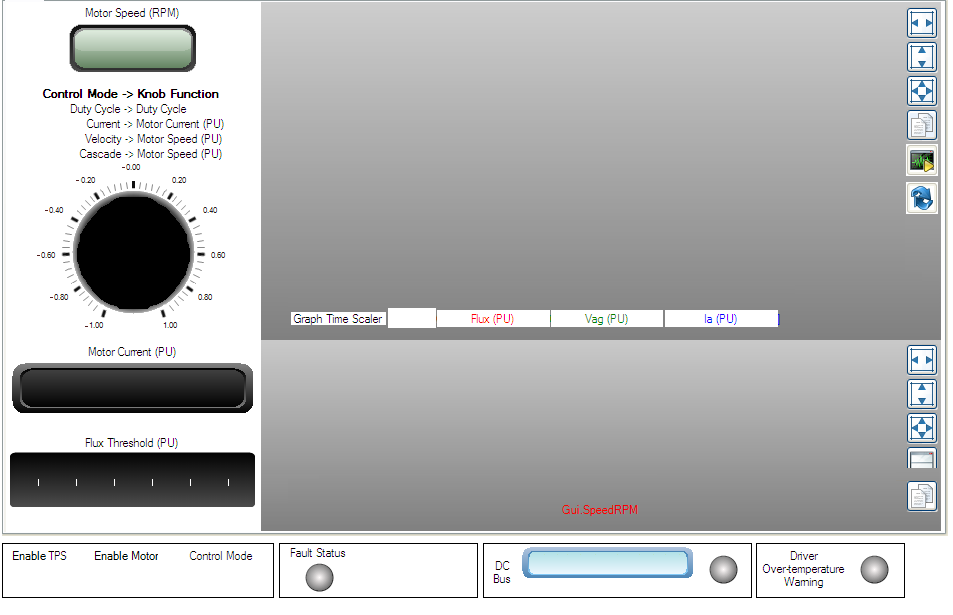 Motor Speed (RPM)
Control Mode -> Knob Function
Duty Cycle -> Duty Cycle
Current -> Motor Current (PU)
Velocity -> Motor Speed (PU)
Cascade -> Motor Speed (PU)
-0.00
-0.20
0.20
-0.40
0.40
-0.60
0.60
-0.80
0.80
-1.00
1.00
Graph Time Scaler
Flux (PU)
Vag (PU)
Ia (PU)
Motor Current (PU)
Flux Threshold (PU)
Gui.SpeedRPM
Enable TPS
Enable Motor
Control Mode
Fault Status
DC
Bus
Driver
Over-temperature
Warning